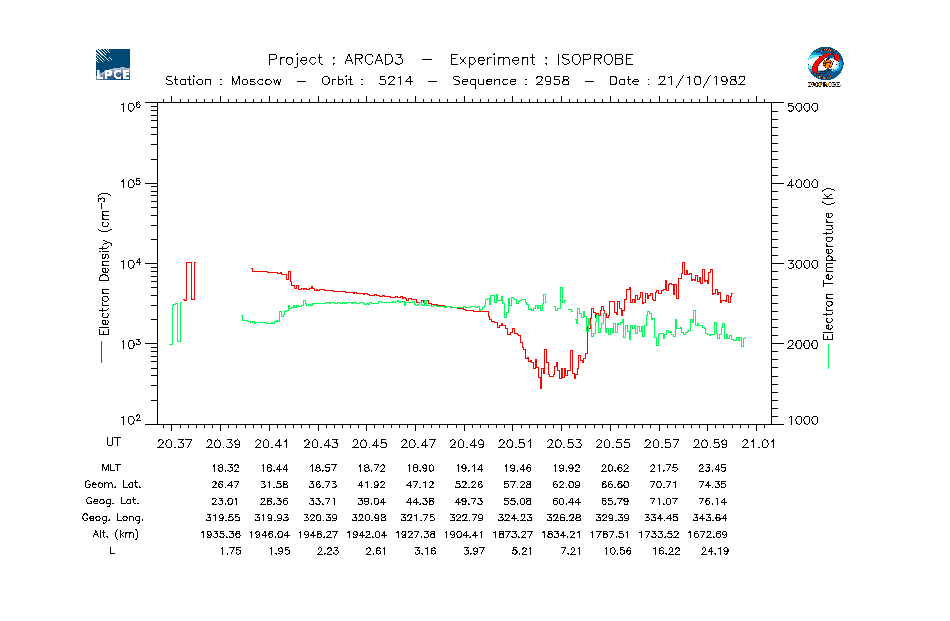 LPCE
Project : ARCAD3 — Experiment : ISOPROBE
Station : Moscow — Orbit : 5214 — Sequence : 2958 — Date : 21/10/1982
ISOPROBE
10^6 5000
10^5 4000
10^4 3000
10^3 2000
10^2 1000
Electron Density (cm^-3)
Electron Temperature (K)
UT 20.37 20.39 20.41 20.43 20.45 20.47 20.49 20.51 20.53 20.55 20.57 20.59 21.01
MLT 18.32 18.44 18.57 18.72 18.90 19.14 19.46 19.92 20.62 21.75 23.45
Geom. Lat. 26.47 31.58 36.73 41.92 47.12 52.26 57.28 62.09 66.60 70.71 74.35
Geog. Lat. 23.01 28.36 33.71 39.04 44.38 49.73 55.08 60.44 65.79 71.07 76.14
Geog. Long. 319.55 319.93 320.39 320.98 321.75 322.79 324.23 326.28 329.39 334.45 343.64
Alt. (km) 1935.36 1946.04 1948.27 1942.04 1927.38 1904.41 1873.27 1834.21 1787.51 1733.52 1672.69
L 1.75 1.95 2.23 2.61 3.16 3.97 5.21 7.21 10.56 16.22 24.19